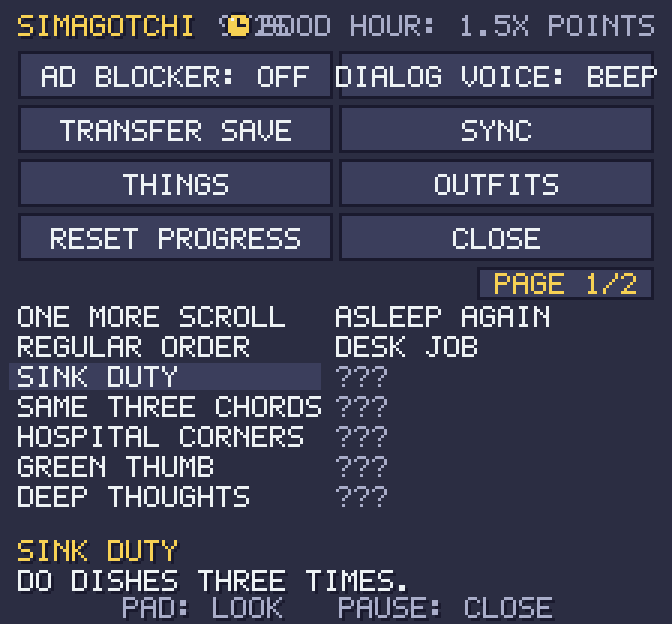 SIMAGOTCHI GOOD HOUR: 1.5X POINTS
AD BLOCKER: OFF
DIALOG VOICE: BEEP
TRANSFER SAVE
SYNC
THINGS
OUTFITS
RESET PROGRESS
CLOSE
PAGE 1/2
ONE MORE SCROLL
ASLEEP AGAIN
REGULAR ORDER
DESK JOB
SINK DUTY
???
SAME THREE CHORDS
???
HOSPITAL CORNERS
???
GREEN THUMB
???
DEEP THOUGHTS
???
SINK DUTY
DO DISHES THREE TIMES.
PAD: LOOK PAUSE: CLOSE